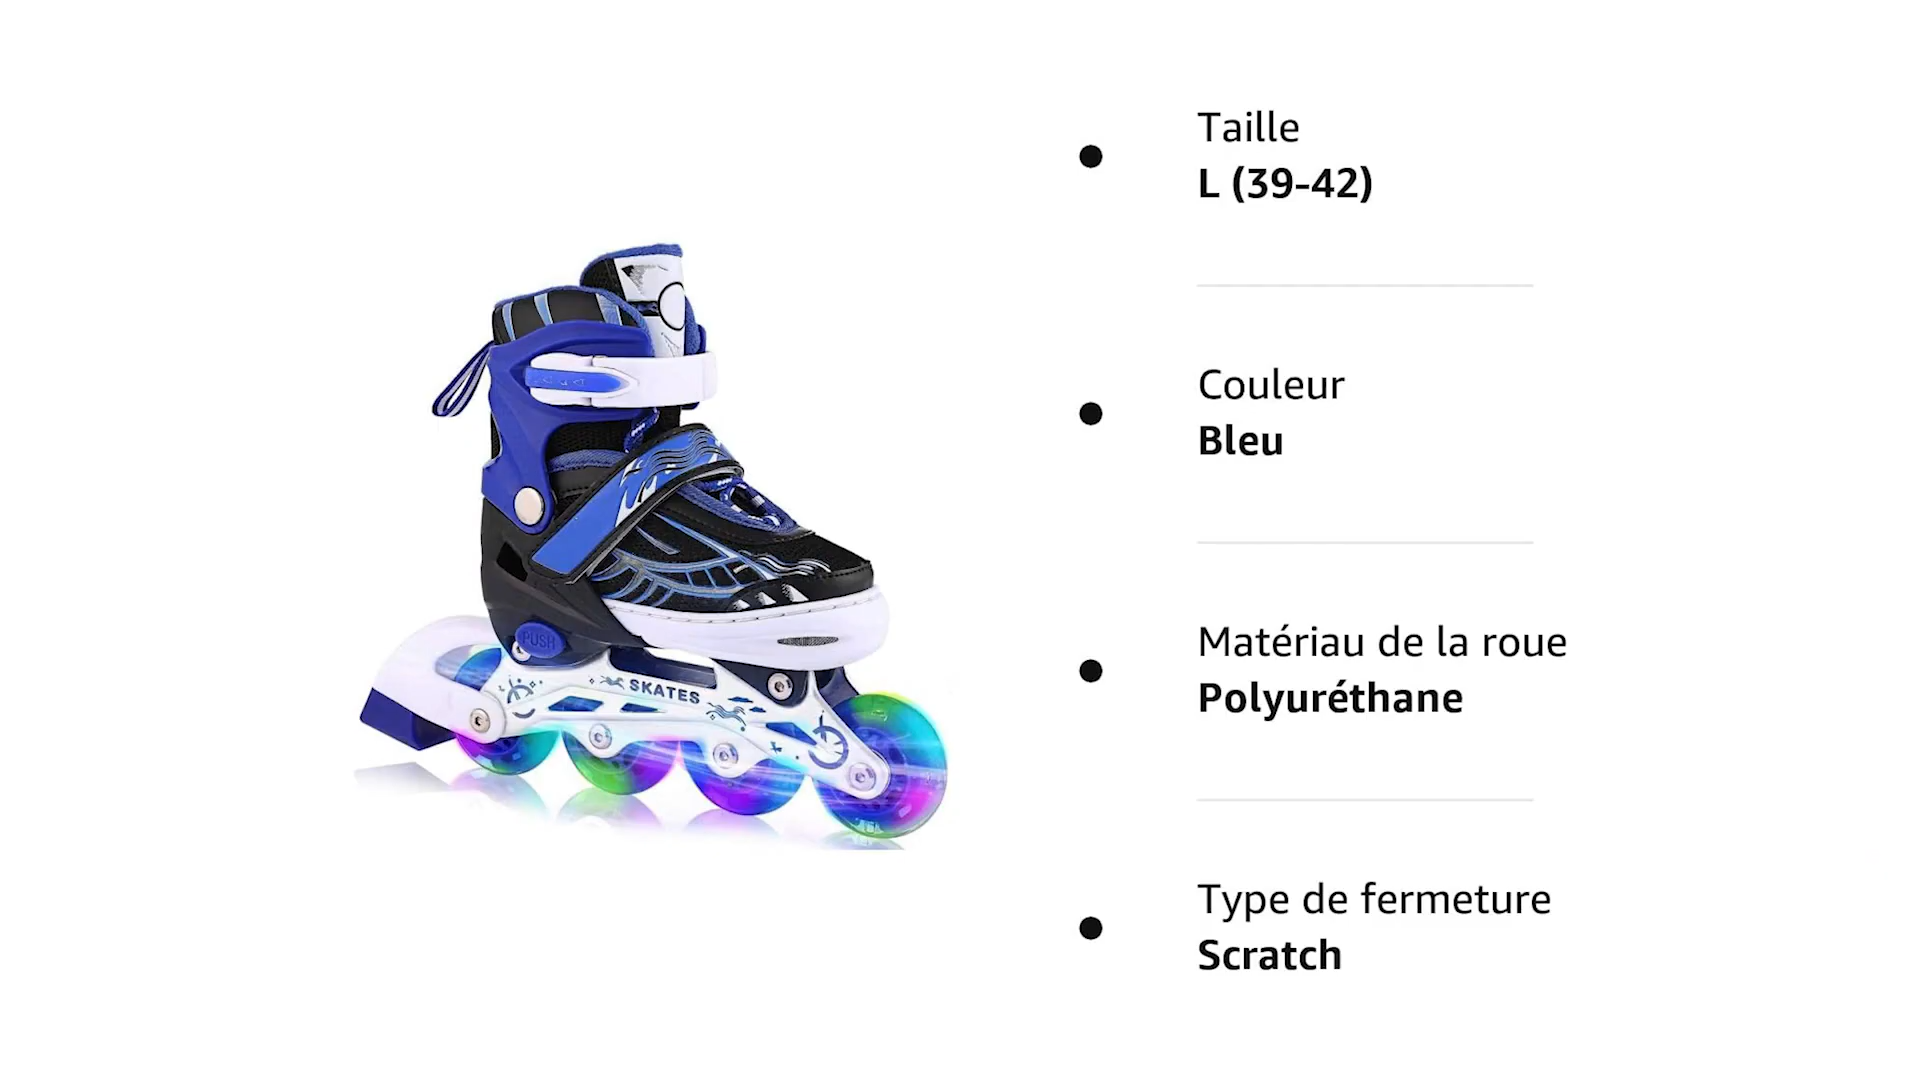 Taille
L (39-42)
Couleur
Bleu
PUSH
SKATES
Matériau de la roue
Polyuréthane
Type de fermeture
Scratch